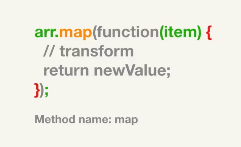 arr.map(function(item) {
// transform
return newValue;
});
Method name: map